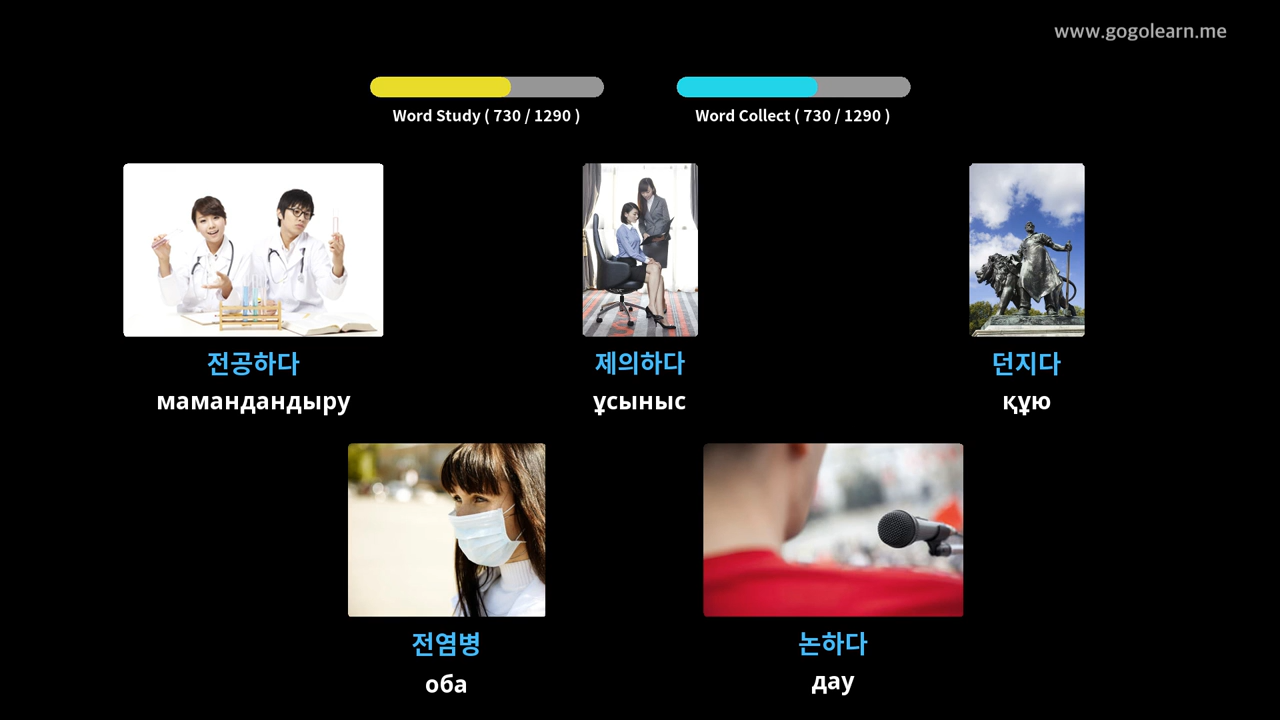 www.gogolearn.me
Word Study ( 730 / 1290 )
Word Collect ( 730 / 1290 )
전공하다
мамандандыру
제의하다
ұсыныс
던지다
құю
전염병
оба
논하다
дау